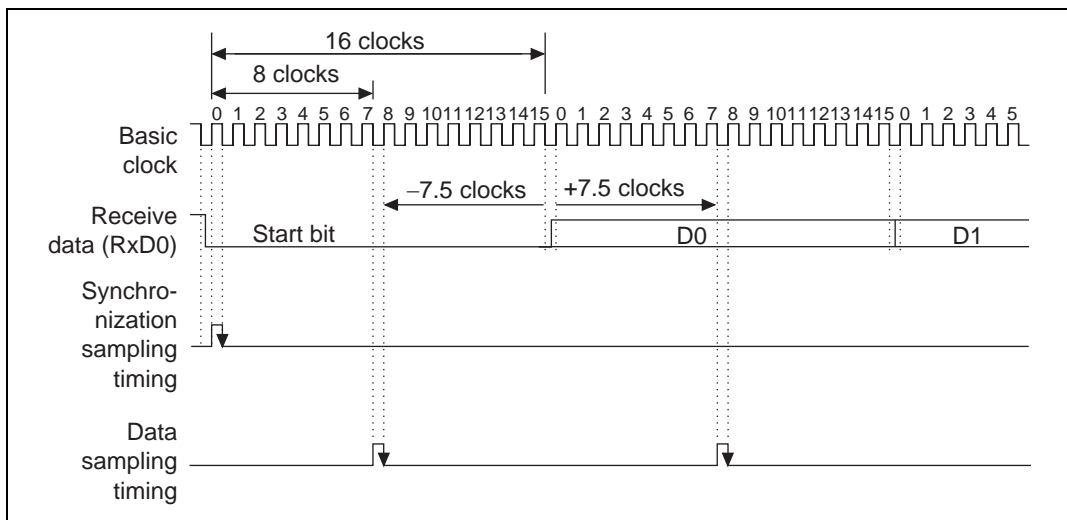 16 clocks
8 clocks
0 1 2 3 4 5 6 7 8 9 10 11 12 13 14 15 0 1 2 3 4 5 6 7 8 9 10 11 12 13 14 15 0 1 2 3 4 5
Basic
clock
−7.5 clocks +7.5 clocks
Receive
data (RxD0)
Start bit D0 D1
Synchro-
nization
sampling
timing
Data
sampling
timing